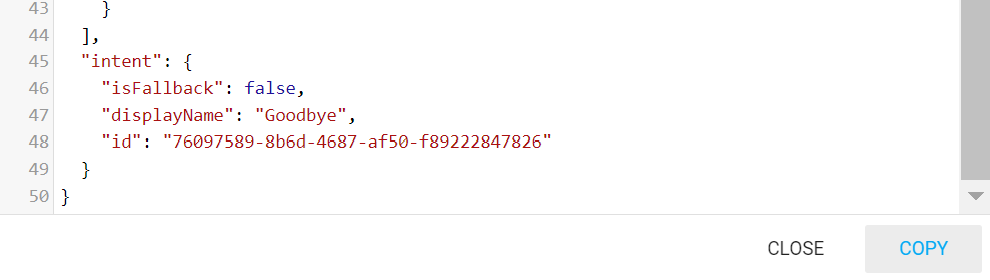 43 }
44 ],
45 "intent": {
46 "isFallback": false,
47 "displayName": "Goodbye",
48 "id": "76097589-8b6d-4687-af50-f89222847826"
49 }
50 }
CLOSE COPY